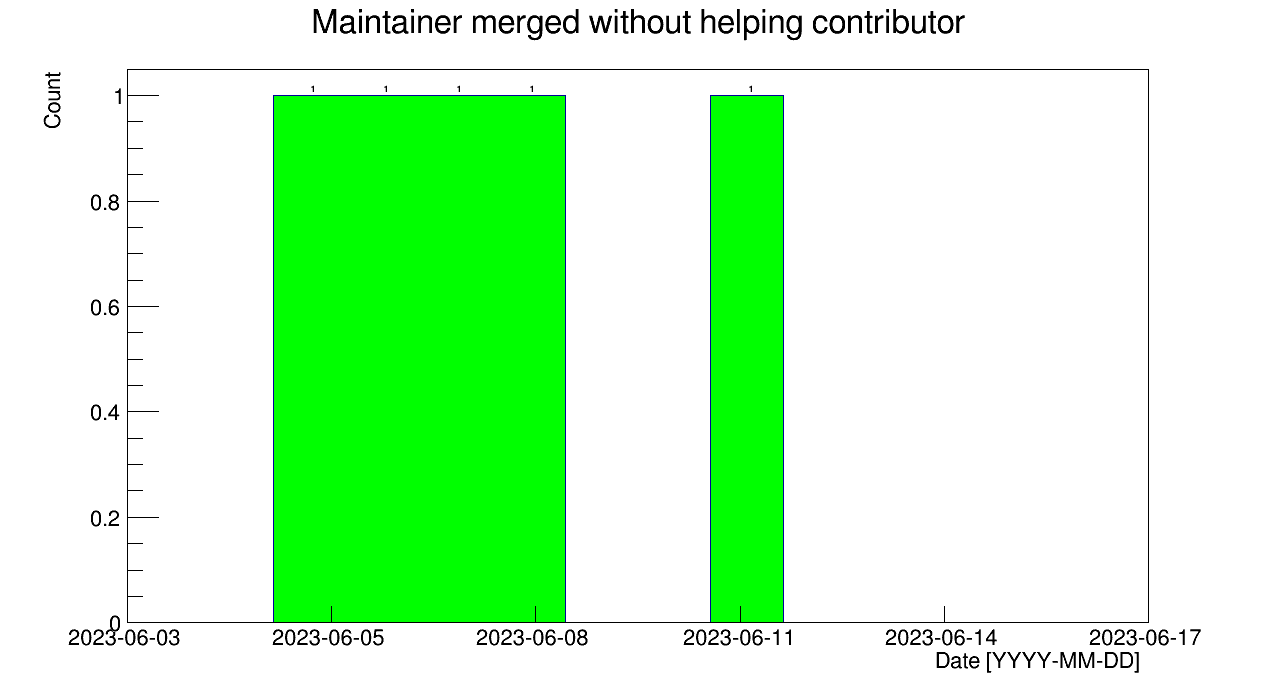 Maintainer merged without helping contributor
Count
1 1 1 1 1
1
0.8
0.6
0.4
0.2
0
2023-06-03 2023-06-05 2023-06-08 2023-06-11 2023-06-14 2023-06-17
Date [YYYY-MM-DD]